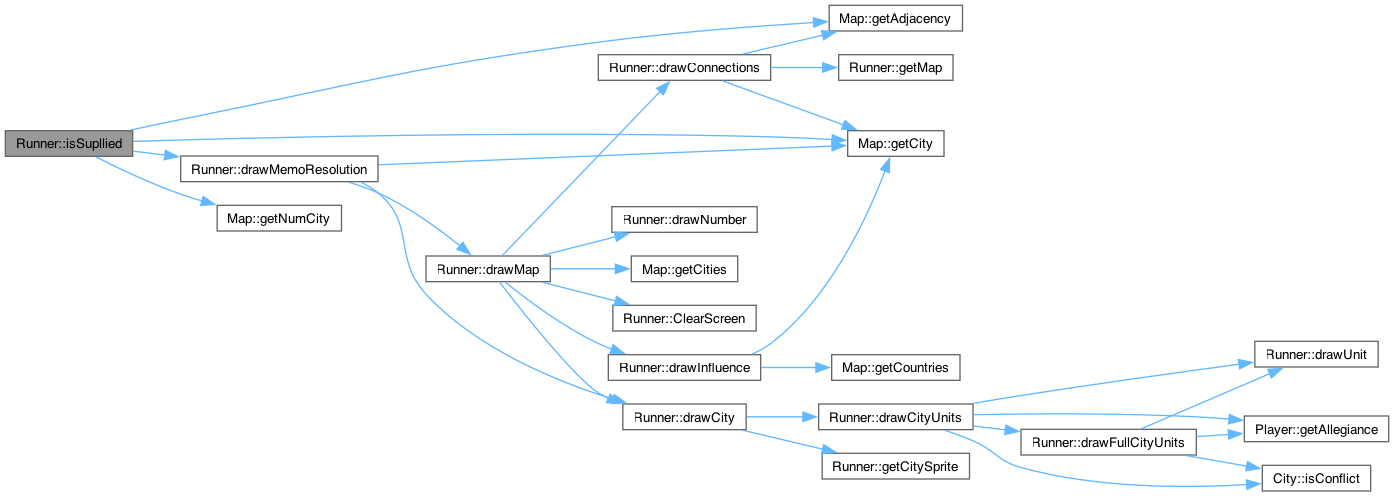 Runner::isSupllied
Map::getAdjacency
Runner::drawConnections
Runner::getMap
Map::getCity
Runner::drawMemoResolution
Map::getNumCity
Runner::drawNumber
Runner::drawMap
Map::getCities
Runner::ClearScreen
Runner::drawInfluence
Map::getCountries
Runner::drawCity
Runner::drawCityUnits
Runner::getCitySprite
Runner::drawUnit
Player::getAllegiance
Runner::drawFullCityUnits
City::isConflict